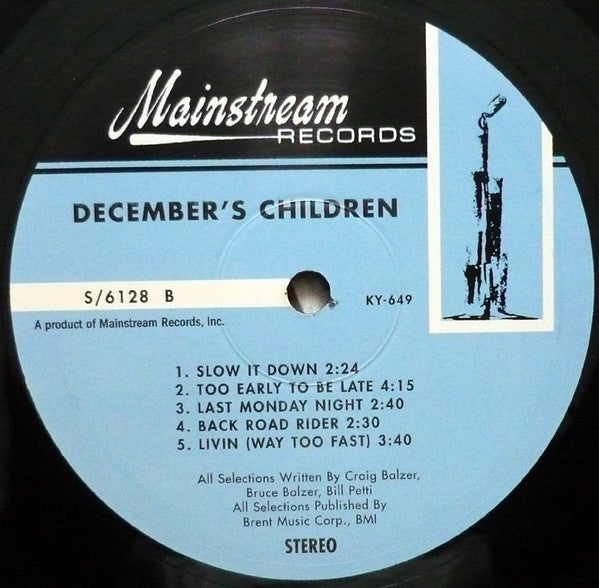 Mainstream
RECORDS
DECEMBER'S CHILDREN
S/6128 B
KY-649
A product of Mainstream Records, Inc.
1. SLOW IT DOWN 2:24
2. TOO EARLY TO BE LATE 4:15
3. LAST MONDAY NIGHT 2:40
4. BACK ROAD RIDER 2:30
5. LIVIN (WAY TOO FAST) 3:40
All Selections Written By Craig Balzer,
Bruce Balzer, Bill Petti
All Selections Published By
Brent Music Corp., BMI
STEREO